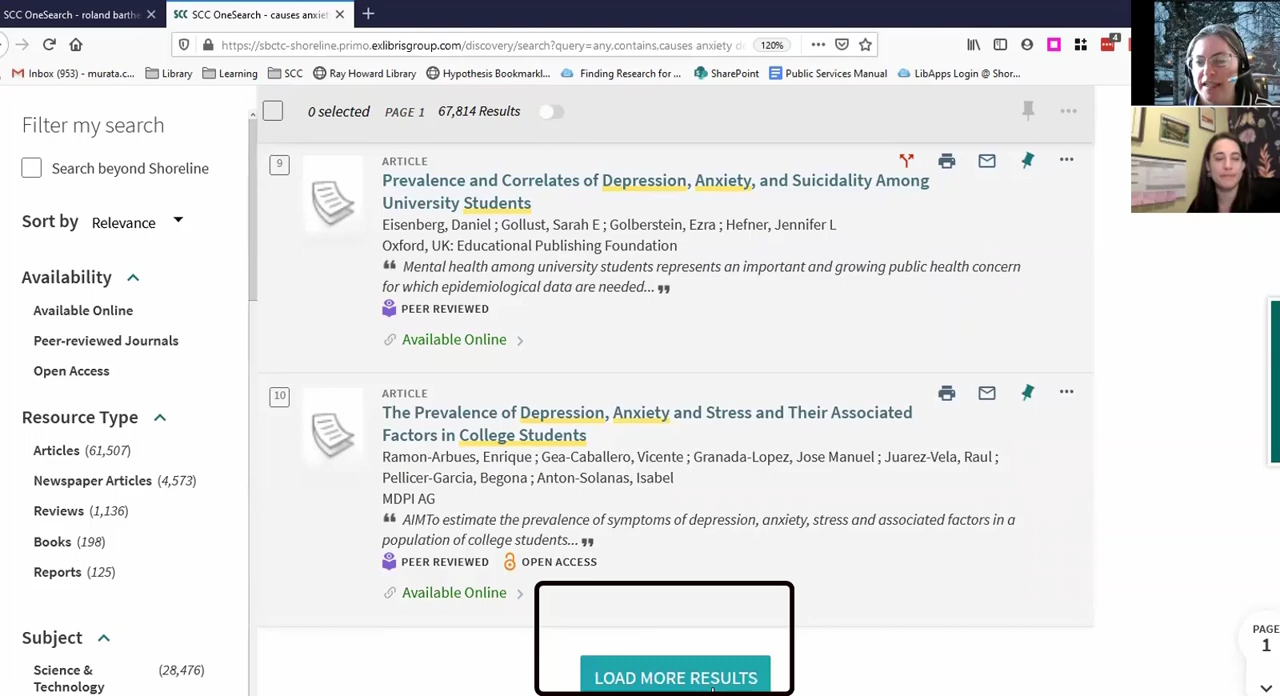 SCC OneSearch - roland barthe
SCC SCC OneSearch - causes anxiet
https://sbctc-shoreline.primo.exlibrisgroup.com/discovery/search?query=any.contains,causes anxiety d
120%
4
Inbox (953) - murata.c...
Library
Learning
SCC
Ray Howard Library
Hypothesis Bookmarkl...
Finding Research for ...
SharePoint
Public Services Manual
LibApps Login @ Shor...
Filter my search
Search beyond Shoreline
Sort by Relevance
Availability
Available Online
Peer-reviewed Journals
Open Access
Resource Type
Articles (61,507)
Newspaper Articles (4,573)
Reviews (1,136)
Books (198)
Reports (125)
Subject
Science & (28,476)
Technology
0 selected PAGE 1 67,814 Results
9
ARTICLE
Prevalence and Correlates of Depression, Anxiety, and Suicidality Among
University Students
Eisenberg, Daniel ; Gollust, Sarah E ; Golberstein, Ezra ; Hefner, Jennifer L
Oxford, UK: Educational Publishing Foundation
❝ Mental health among university students represents an important and growing public health concern
for which epidemiological data are needed... ❞
PEER REVIEWED
Available Online
10
ARTICLE
The Prevalence of Depression, Anxiety and Stress and Their Associated
Factors in College Students
Ramon-Arbues, Enrique ; Gea-Caballero, Vicente ; Granada-Lopez, Jose Manuel ; Juarez-Vela, Raul ;
Pellicer-Garcia, Begona ; Anton-Solanas, Isabel
MDPI AG
❝ AIMTo estimate the prevalence of symptoms of depression, anxiety, stress and associated factors in a
population of college students... ❞
PEER REVIEWED OPEN ACCESS
Available Online
LOAD MORE RESULTS
PAGE
1